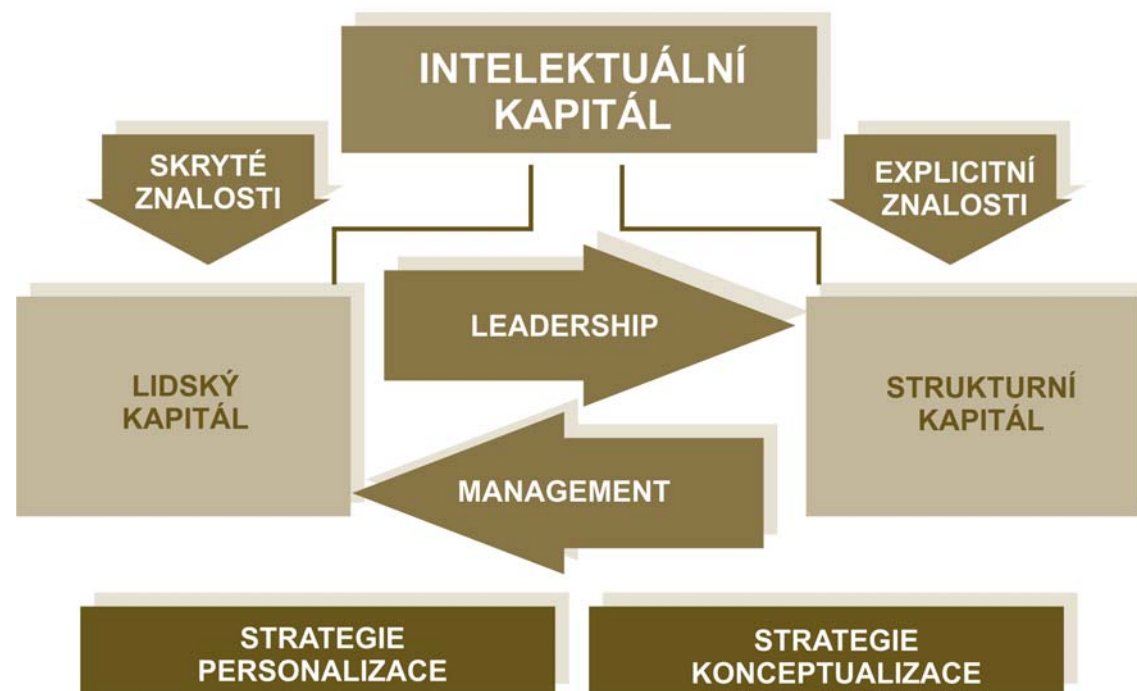 INTELEKTUÁLNÍ
KAPITÁL
SKRYTÉ
ZNALOSTI
EXPLICITNÍ
ZNALOSTI
LEADERSHIP
LIDSKÝ
KAPITÁL
STRUKTURNÍ
KAPITÁL
MANAGEMENT
STRATEGIE
PERSONALIZACE
STRATEGIE
KONCEPTUALIZACE